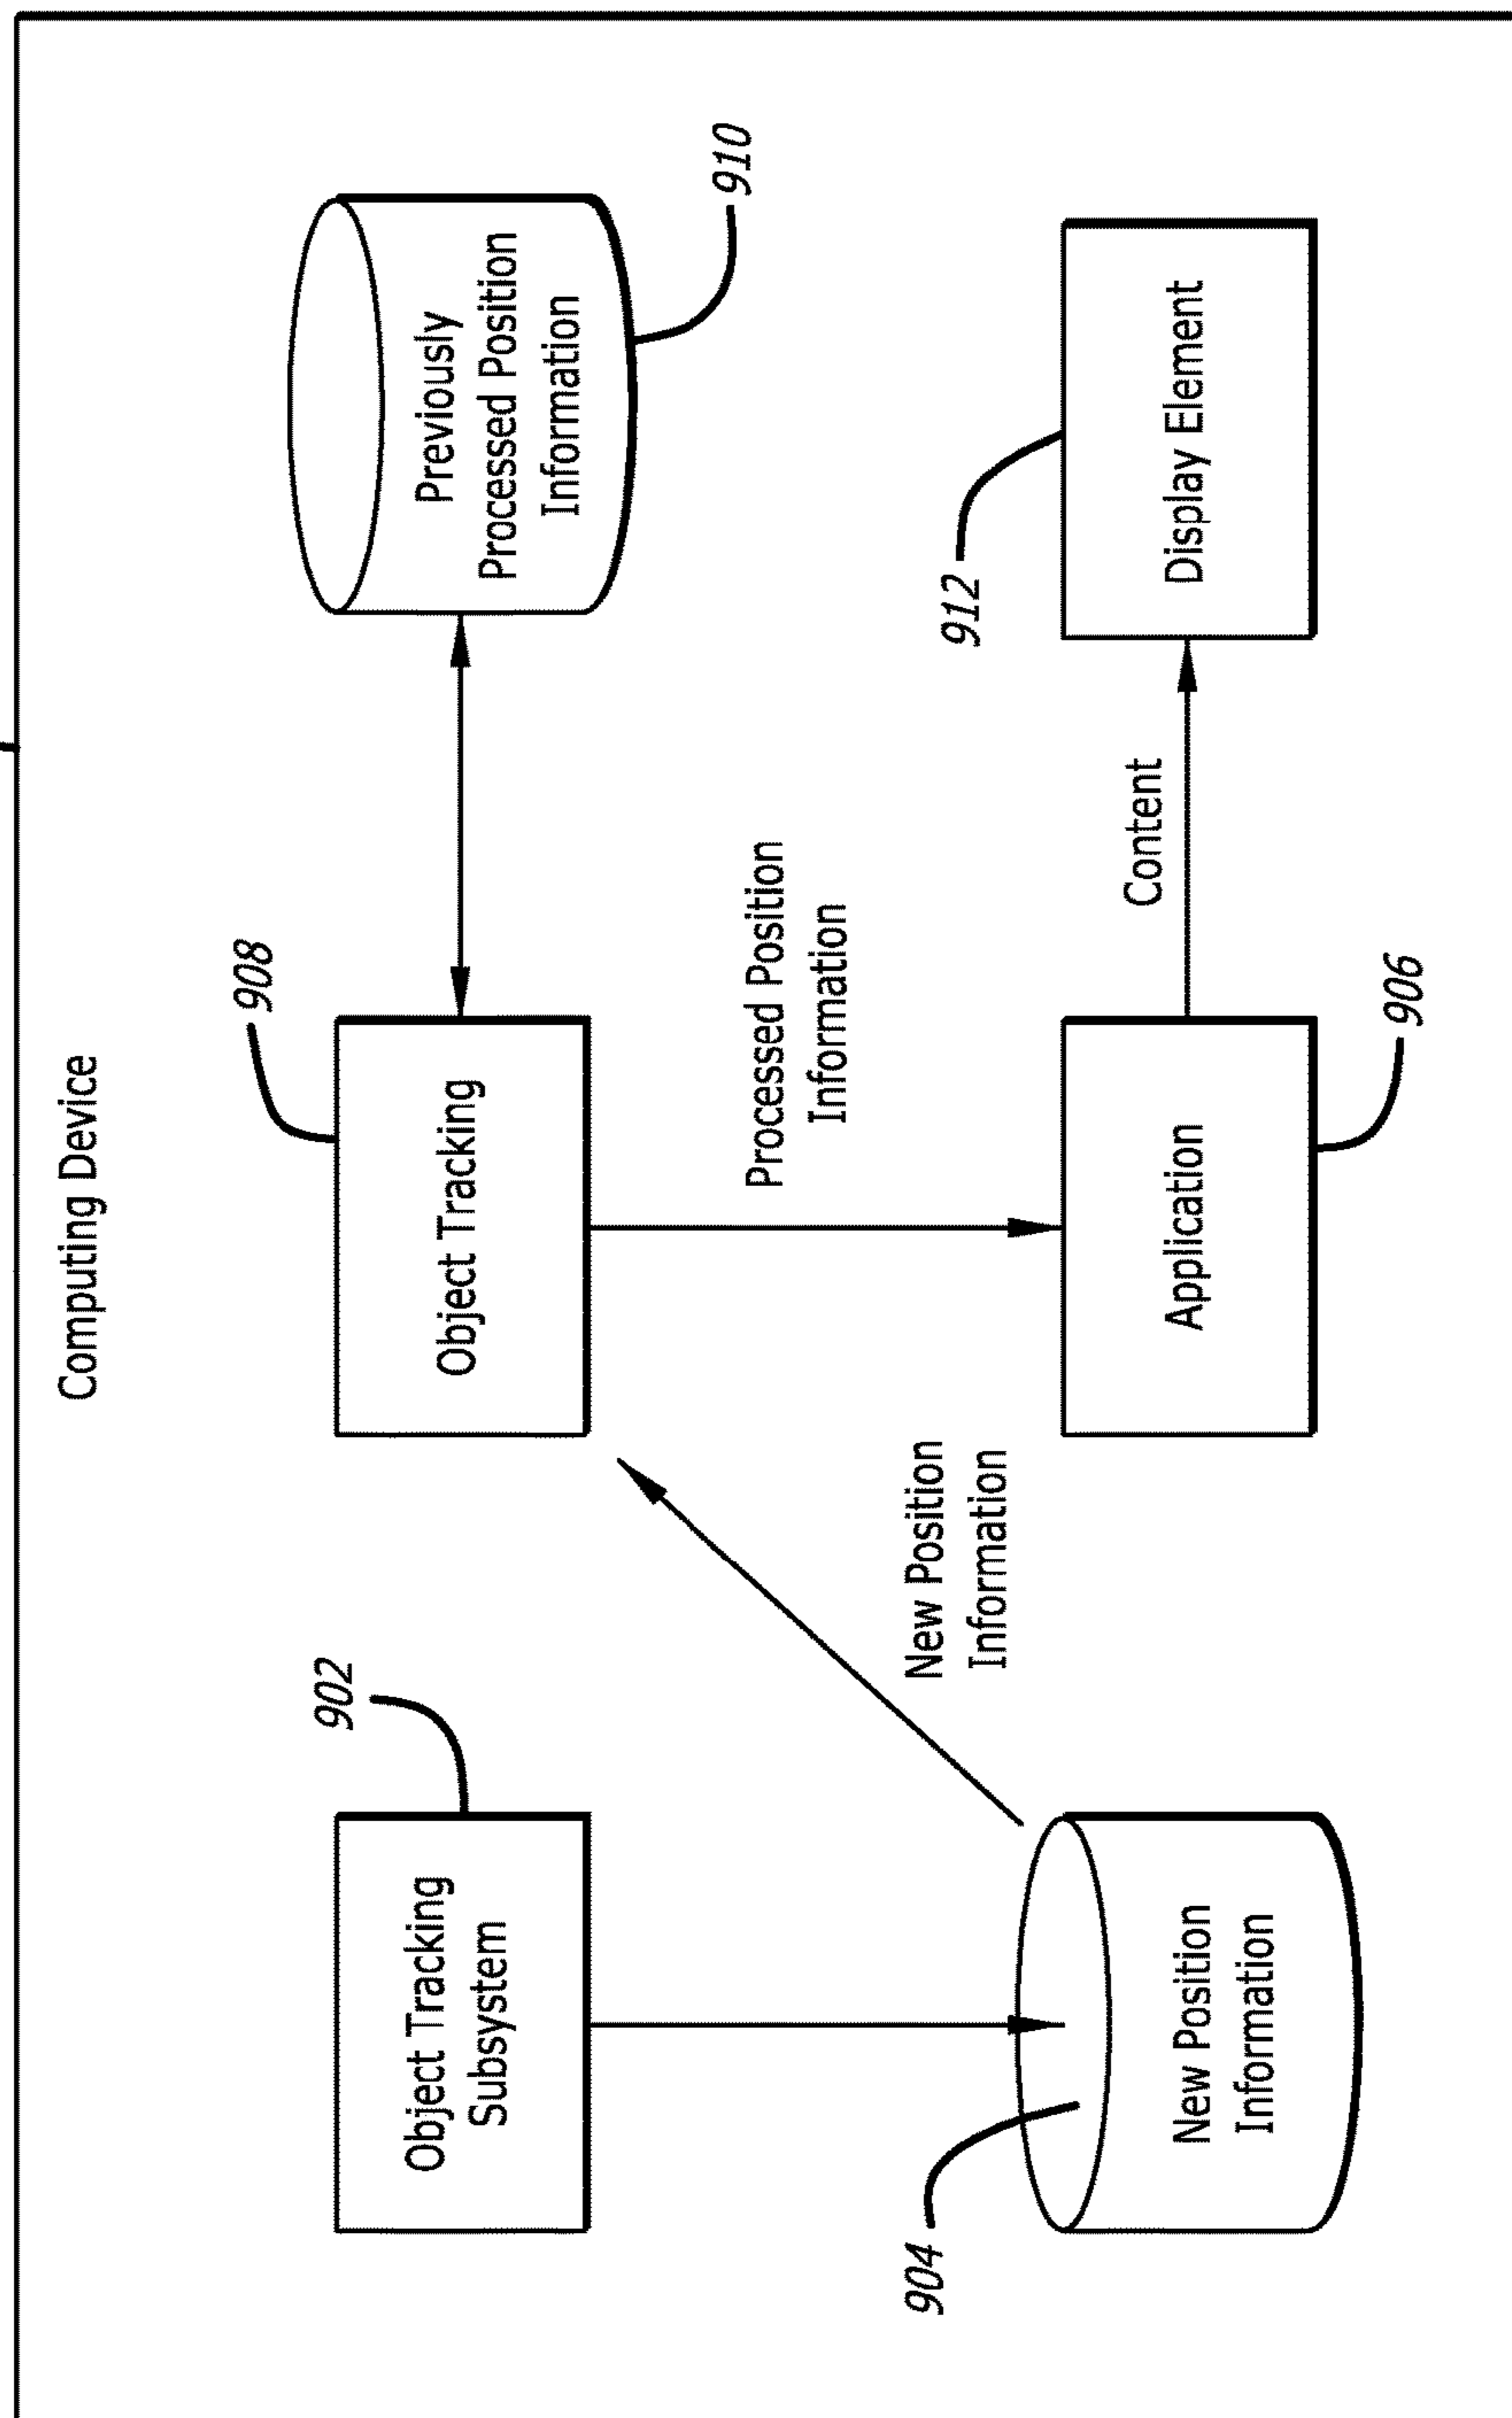 Computing Device
902
Object Tracking
Subsystem
908
Object Tracking
910
Previously
Processed Position
Information
Processed Position
Information
904
New Position
Information
New Position
Information
906
Application
Content
912
Display Element